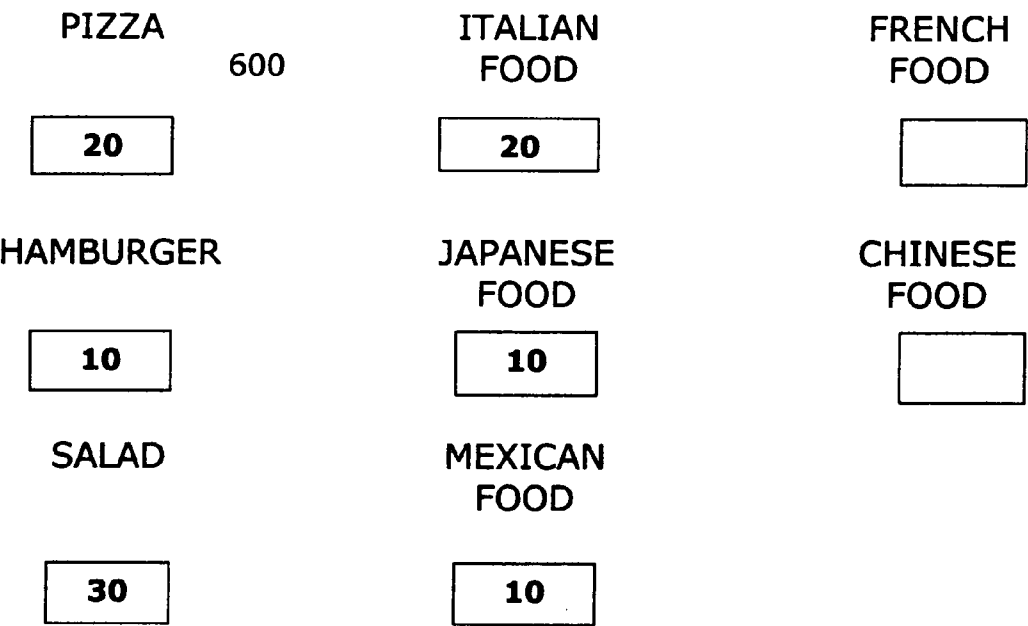 PIZZA
600
20
ITALIAN
FOOD
20
FRENCH
FOOD
HAMBURGER
10
JAPANESE
FOOD
10
CHINESE
FOOD
SALAD
30
MEXICAN
FOOD
10